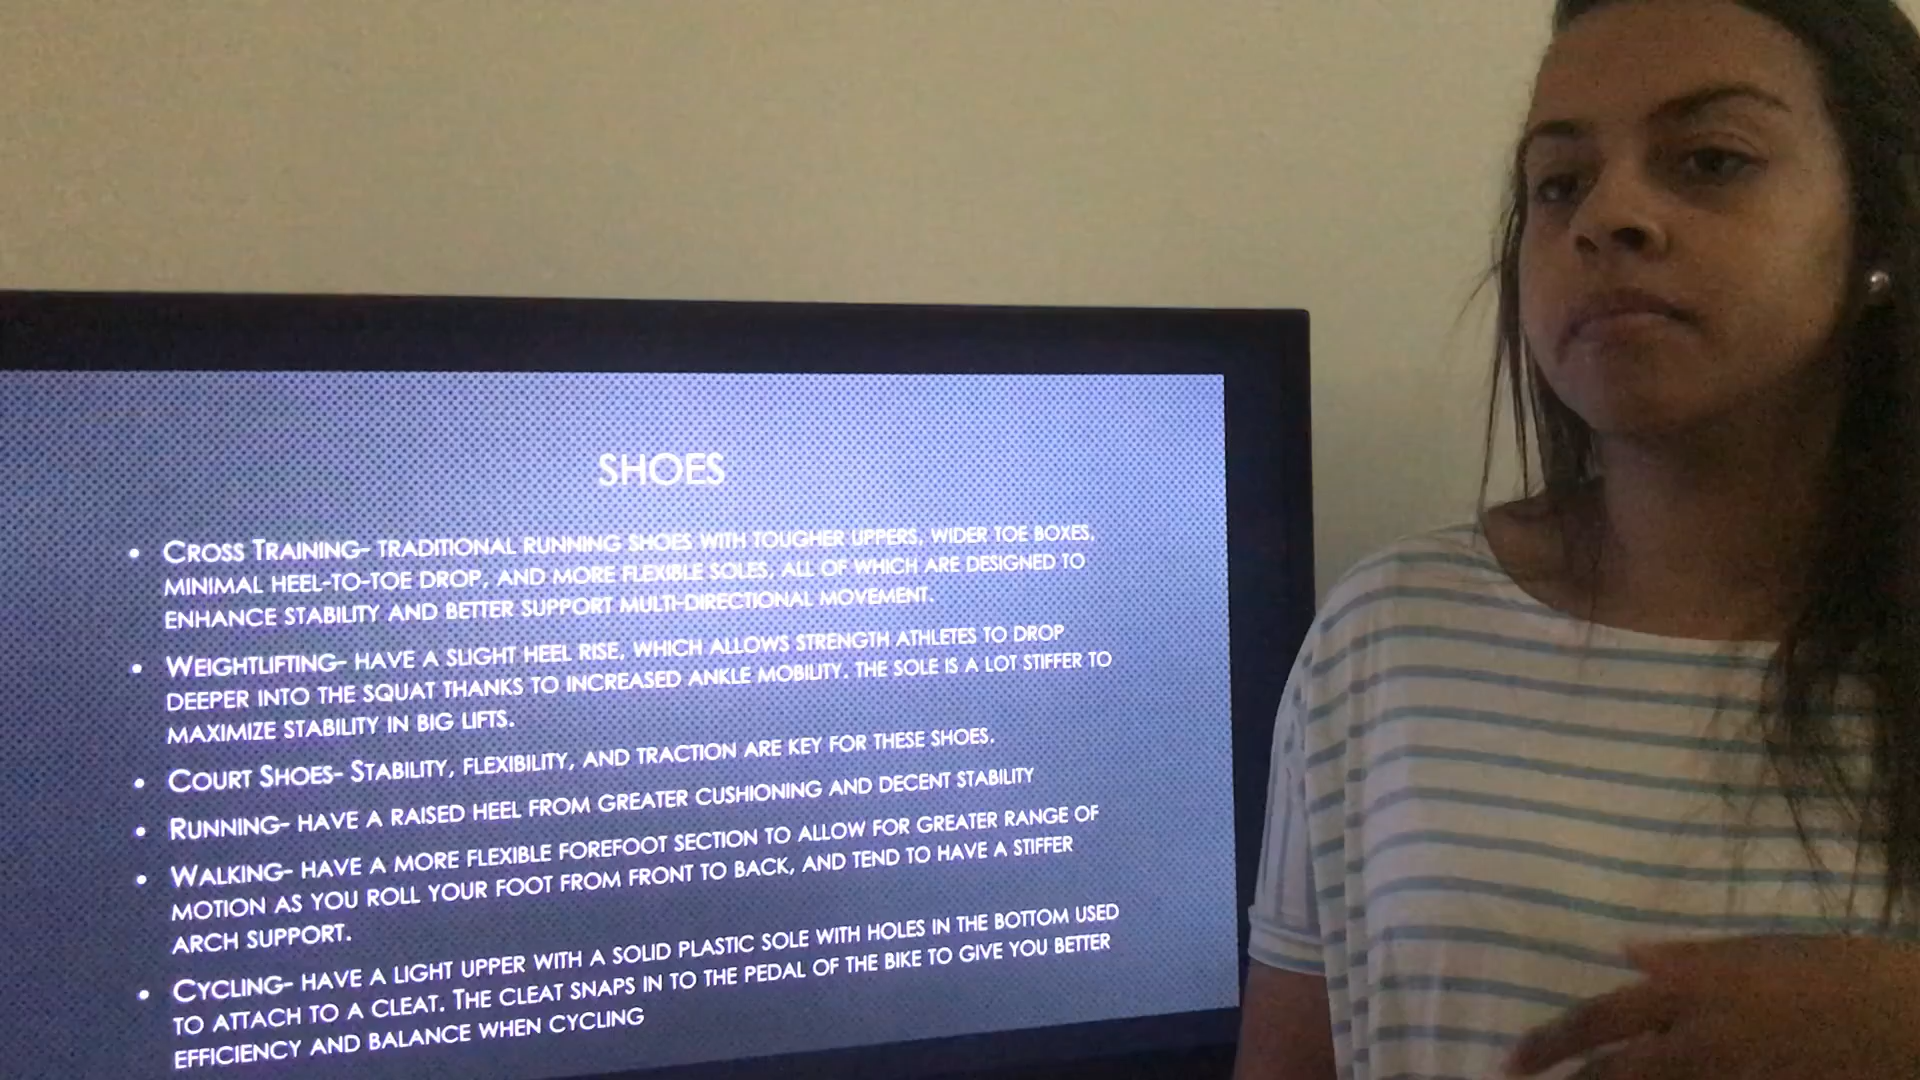 SHOES
• CROSS TRAINING- TRADITIONAL RUNNING SHOES WITH TOUGHER UPPERS, WIDER TOE BOXES,
MINIMAL HEEL-TO-TOE DROP, AND MORE FLEXIBLE SOLES, ALL OF WHICH ARE DESIGNED TO
ENHANCE STABILITY AND BETTER SUPPORT MULTI-DIRECTIONAL MOVEMENT.
• WEIGHTLIFTING- HAVE A SLIGHT HEEL RISE, WHICH ALLOWS STRENGTH ATHLETES TO DROP
DEEPER INTO THE SQUAT THANKS TO INCREASED ANKLE MOBILITY. THE SOLE IS A LOT STIFFER TO
MAXIMIZE STABILITY IN BIG LIFTS.
• COURT SHOES- STABILITY, FLEXIBILITY, AND TRACTION ARE KEY FOR THESE SHOES.
• RUNNING- HAVE A RAISED HEEL FROM GREATER CUSHIONING AND DECENT STABILITY
• WALKING- HAVE A MORE FLEXIBLE FOREFOOT SECTION TO ALLOW FOR GREATER RANGE OF
MOTION AS YOU ROLL YOUR FOOT FROM FRONT TO BACK, AND TEND TO HAVE A STIFFER
ARCH SUPPORT.
• CYCLING- HAVE A LIGHT UPPER WITH A SOLID PLASTIC SOLE WITH HOLES IN THE BOTTOM USED
TO ATTACH TO A CLEAT. THE CLEAT SNAPS IN TO THE PEDAL OF THE BIKE TO GIVE YOU BETTER
EFFICIENCY AND BALANCE WHEN CYCLING